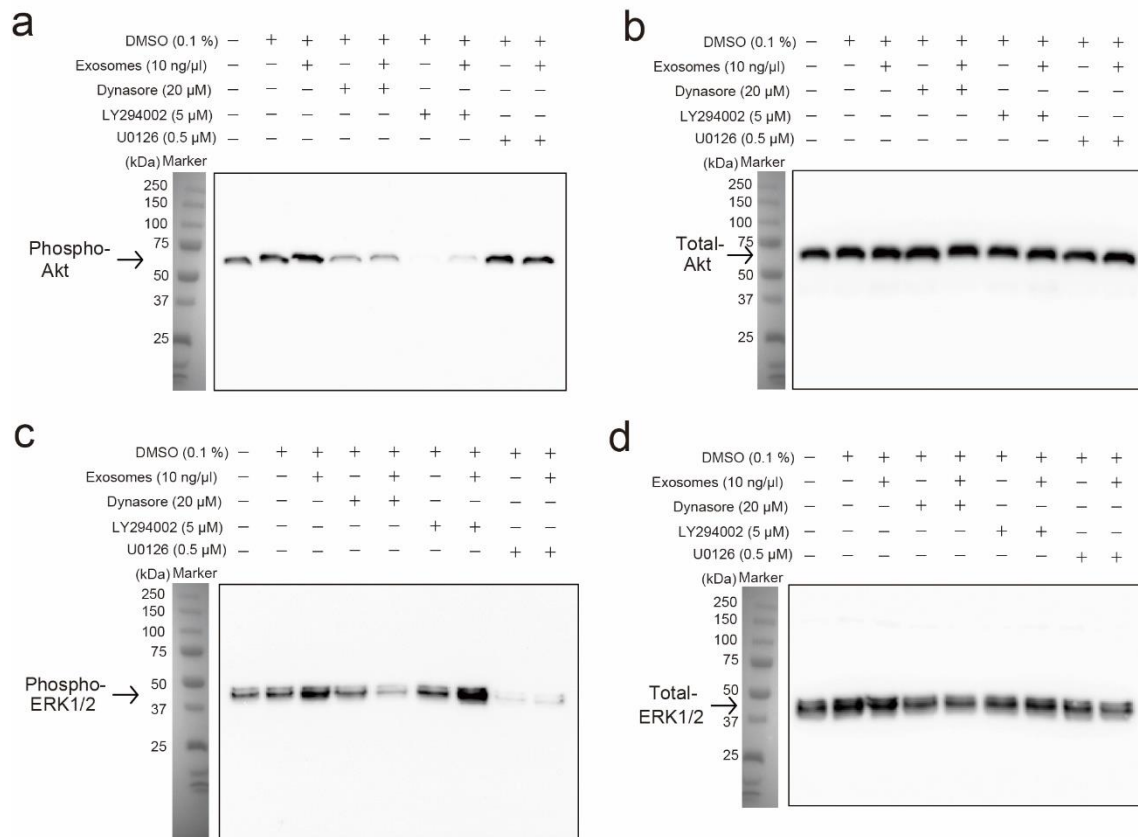 a
DMSO (0.1 %) – + + + + + + + +
Exosomes (10 ng/µl) – – + – + – + – +
Dynasore (20 µM) – – – + + – – – –
LY294002 (5 µM) – – – – – + + – –
U0126 (0.5 µM) – – – – – – – + +
(kDa) Marker
250
150
100
75
50
37
25
Phospho-
Akt
b
DMSO (0.1 %) – + + + + + + + +
Exosomes (10 ng/µl) – – + – + – + – +
Dynasore (20 µM) – – – + + – – – –
LY294002 (5 µM) – – – – – + + – –
U0126 (0.5 µM) – – – – – – – + +
(kDa) Marker
250
150
100
75
50
37
25
Total-
Akt
c
DMSO (0.1 %) – + + + + + + + +
Exosomes (10 ng/µl) – – + – + – + – +
Dynasore (20 µM) – – – + + – – – –
LY294002 (5 µM) – – – – – + + – –
U0126 (0.5 µM) – – – – – – – + +
(kDa) Marker
250
150
100
75
50
37
25
Phospho-
ERK1/2
d
DMSO (0.1 %) – + + + + + + + +
Exosomes (10 ng/µl) – – + – + – + – +
Dynasore (20 µM) – – – + + – – – –
LY294002 (5 µM) – – – – – + + – –
U0126 (0.5 µM) – – – – – – – + +
(kDa) Marker
250
150
100
75
50
37
25
Total-
ERK1/2